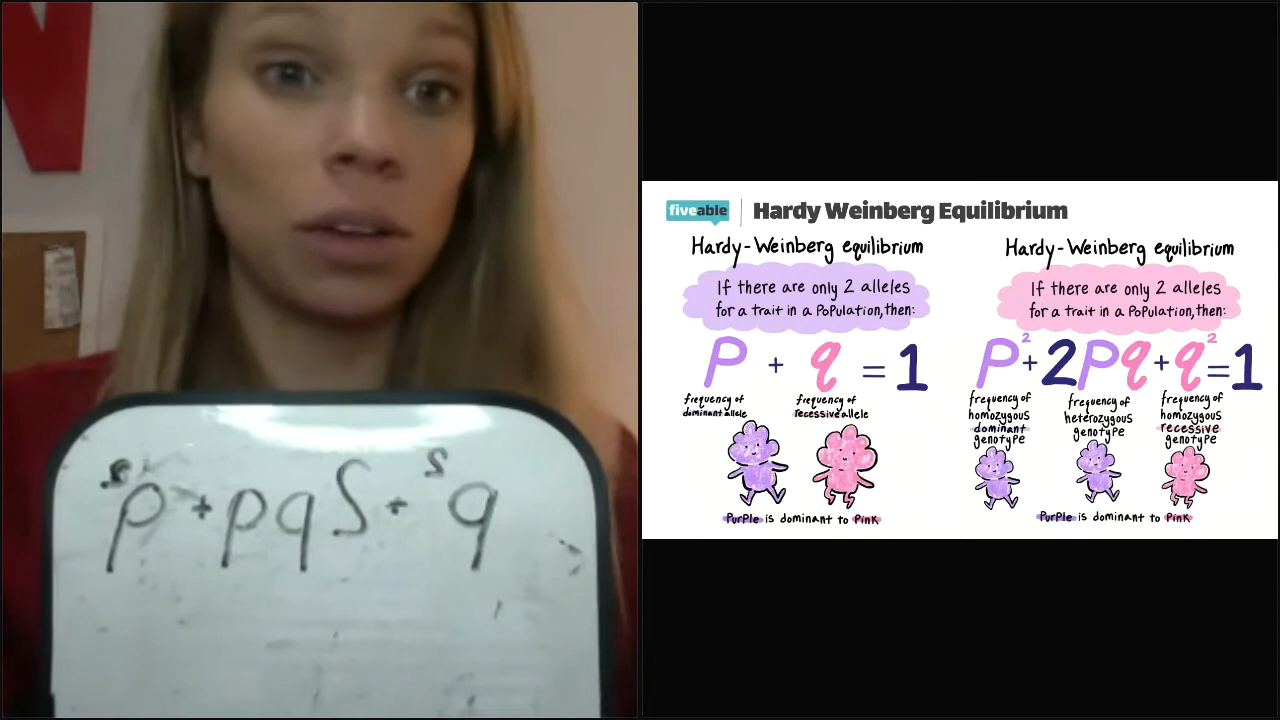 p² + 2pq + q²
fiveable | Hardy Weinberg Equilibrium
Hardy-Weinberg equilibrium
If there are only 2 alleles
for a trait in a PoPulation, then:
P + q = 1
frequency of
dominant allele
frequency of
recessive allele
PurPle is dominant to Pink
Hardy-Weinberg equilibrium
If there are only 2 alleles
for a trait in a PoPulation, then:
P² + 2Pq + q² = 1
frequency of
homozygous
dominant
genotype
frequency of
heterozygous
genotype
frequency of
homozygous
recessive
genotype
PurPle is dominant to Pink